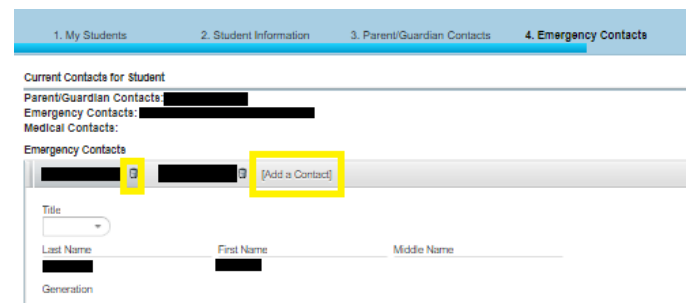 1. My Students 2. Student Information 3. Parent/Guardian Contacts 4. Emergency Contacts
Current Contacts for Student
Parent/Guardian Contacts:
Emergency Contacts:
Medical Contacts:
Emergency Contacts
[Add a Contact]
Title
Last Name First Name Middle Name
Generation